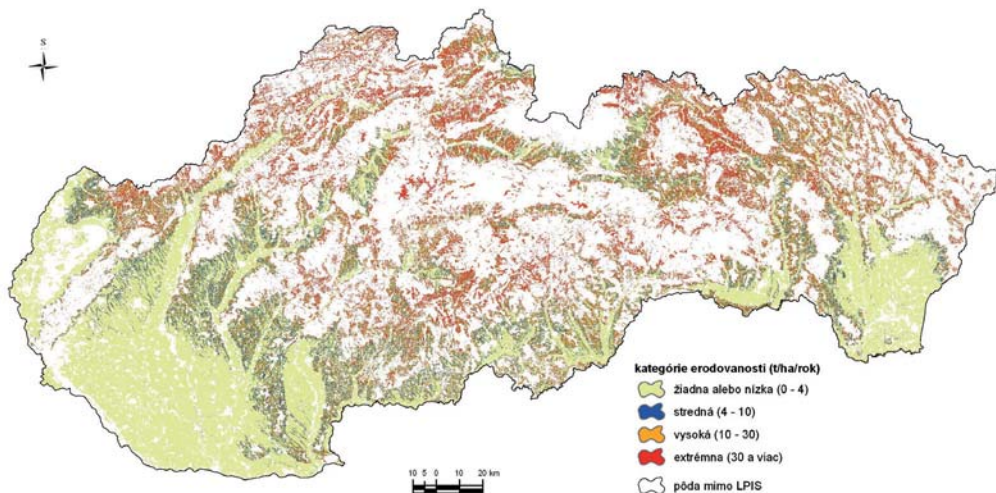 S
kategórie erodovanosti (t/ha/rok)
žiadna alebo nízka (0 - 4)
stredná (4 - 10)
vysoká (10 - 30)
extrémna (30 a viac)
pôda mimo LPIS
10 5 0 10 20 km